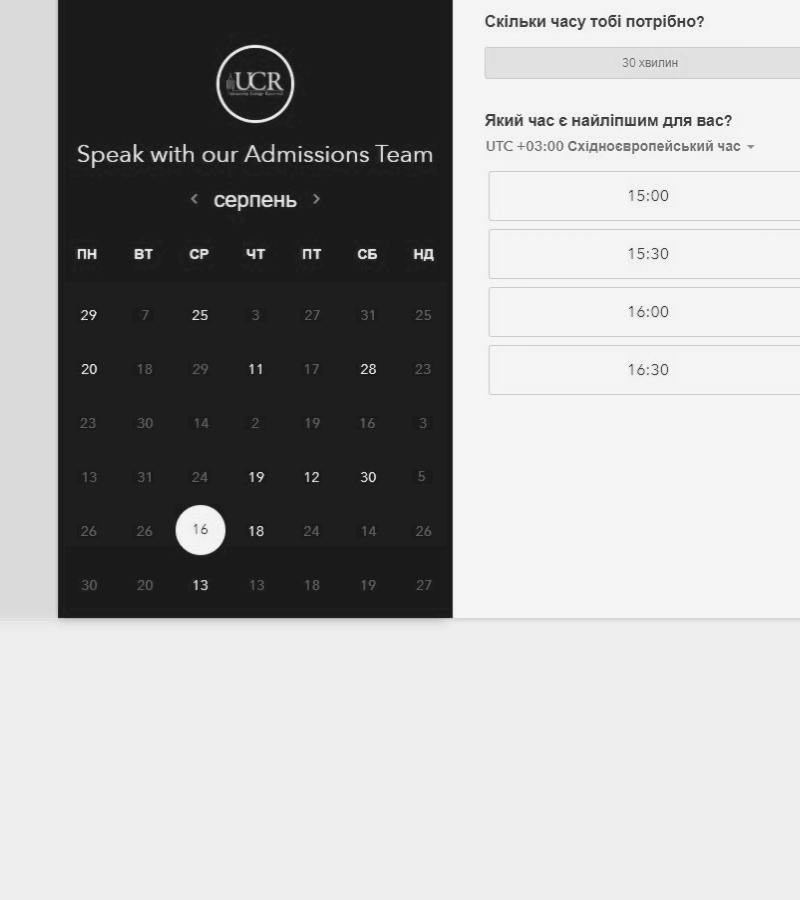 UCR
Speak with our Admissions Team
серпень
ПН ВТ СР ЧТ ПТ СБ НД
29 7 25 3 27 31 25
20 18 29 11 17 28 23
23 30 14 2 19 16 3
13 31 24 19 12 30 5
26 26 16 18 24 14 26
30 20 13 13 18 19 27
Скільки часу тобі потрібно?
30 хвилин
Який час є найліпшим для вас?
UTC +03:00 Східноєвропейський час
15:00
15:30
16:00
16:30